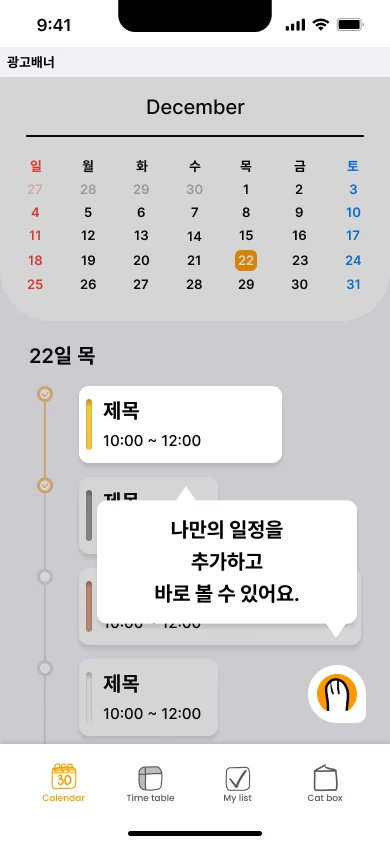 9:41
광고배너
December
일 월 화 수 목 금 토
27 28 29 30 1 2 3
4 5 6 7 8 9 10
11 12 13 14 15 16 17
18 19 20 21 22 23 24
25 26 27 28 29 30 31
22일 목
제목
10:00 ~ 12:00
제목
나만의 일정을
추가하고
바로 볼 수 있어요.
10:00 ~ 12:00
제목
10:00 ~ 12:00
30
Calendar Time table My list Cat box